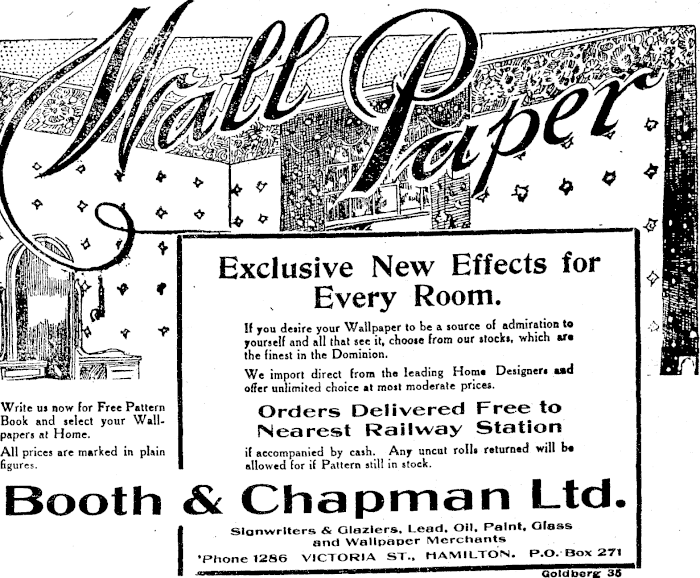 Wall Paper
Exclusive New Effects for
Every Room.
If you desire your Wallpaper to be a source of admiration to
yourself and all that see it, choose from our stocks, which are
the finest in the Dominion.
We import direct from the leading Home Designers and
offer unlimited choice at most moderate prices.
Orders Delivered Free to
Nearest Railway Station
if accompanied by cash. Any uncut rolls returned will be
allowed for if Pattern still in stock.
Write us now for Free Pattern
Book and select your Wall-
papers at Home.
All prices are marked in plain
figures.
Booth & Chapman Ltd.
Signwriters & Glaziers, Lead, Oil, Paint, Glass
and Wallpaper Merchants
'Phone 1286 VICTORIA ST., HAMILTON. P.O. Box 271
Goldberg 35